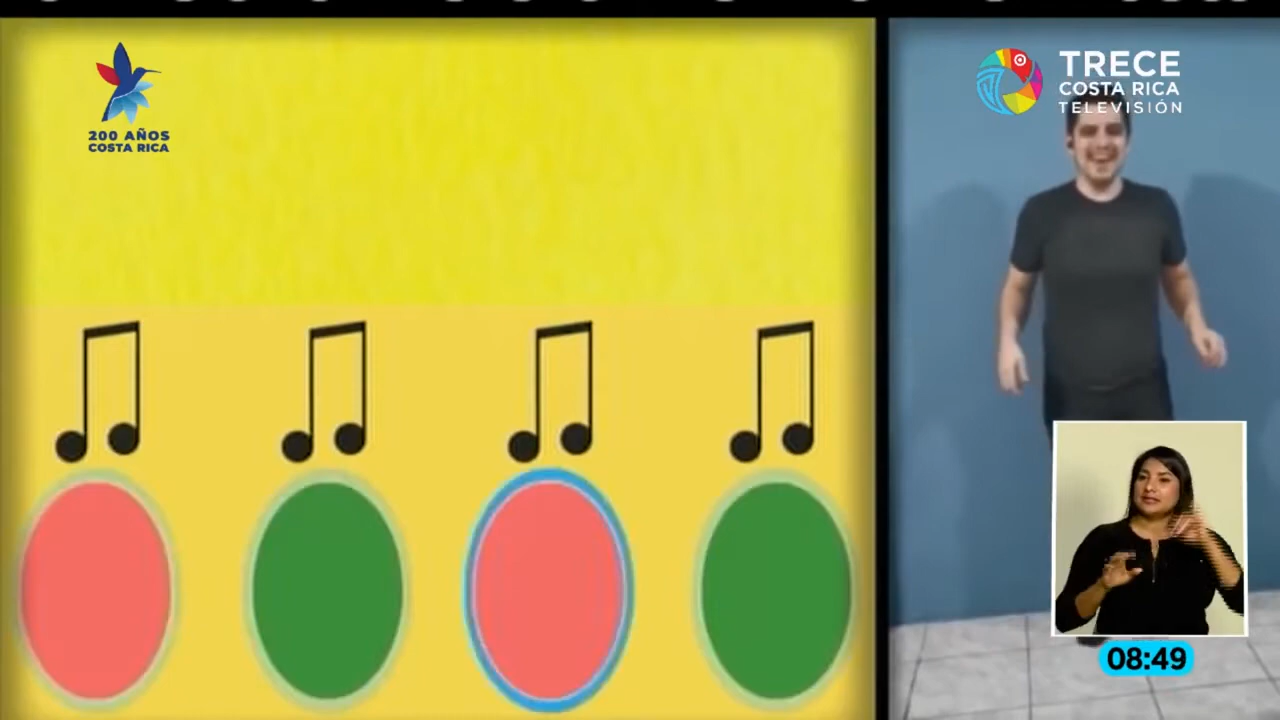 200 AÑOS
COSTA RICA
TRECE
COSTA RICA
TELEVISIÓN
08:49